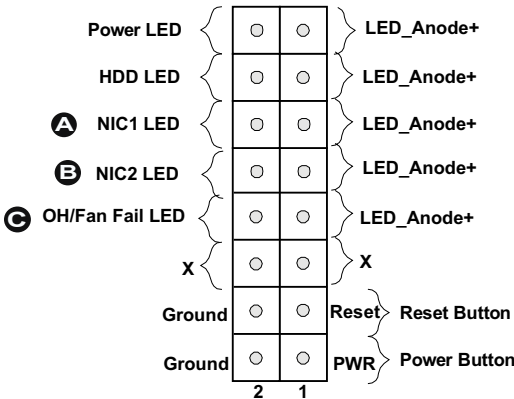 Power LED LED_Anode+
HDD LED LED_Anode+
A NIC1 LED LED_Anode+
B NIC2 LED LED_Anode+
C OH/Fan Fail LED LED_Anode+
X X
Ground Reset Reset Button
Ground PWR Power Button
2 1